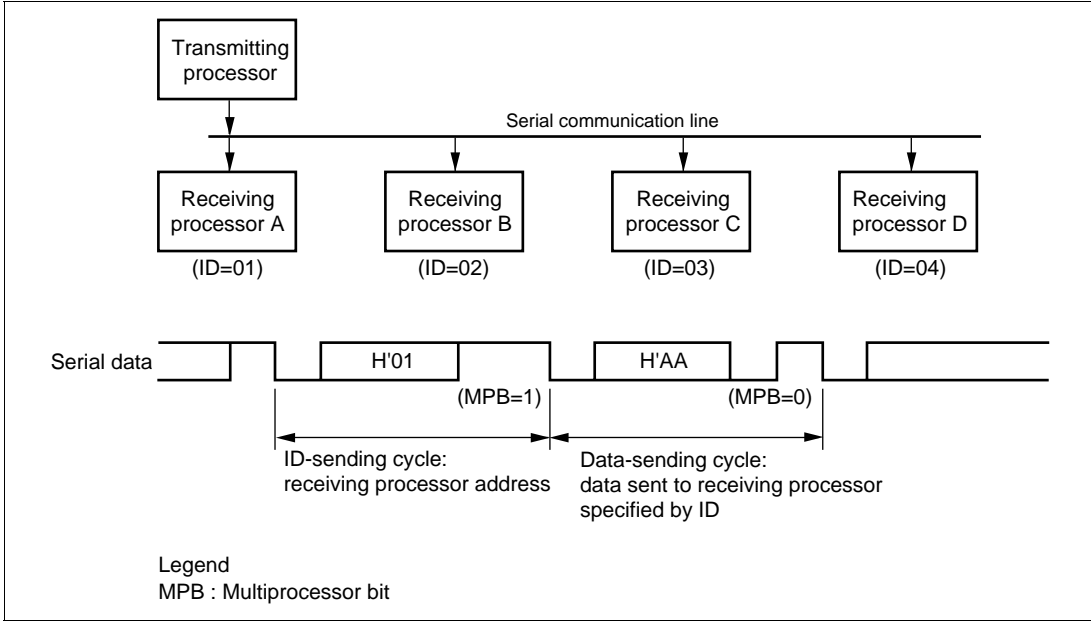 Transmitting
processor
Serial communication line
Receiving
processor A
Receiving
processor B
Receiving
processor C
Receiving
processor D
(ID=01)
(ID=02)
(ID=03)
(ID=04)
Serial data
H'01
H'AA
(MPB=1)
(MPB=0)
ID-sending cycle:
receiving processor address
Data-sending cycle:
data sent to receiving processor
specified by ID
Legend
MPB : Multiprocessor bit